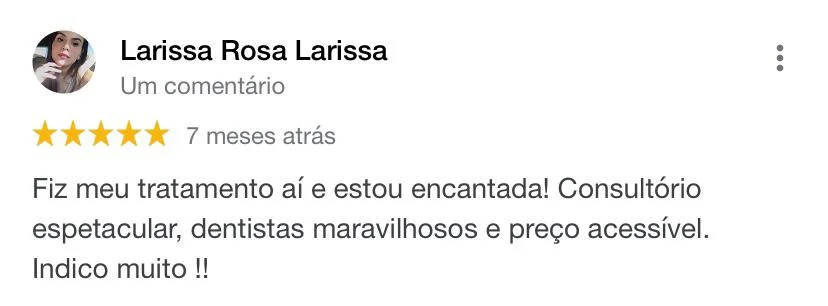 Larissa Rosa Larissa
Um comentário
7 meses atrás
Fiz meu tratamento aí e estou encantada! Consultório
espetacular, dentistas maravilhosos e preço acessível.
Indico muito !!